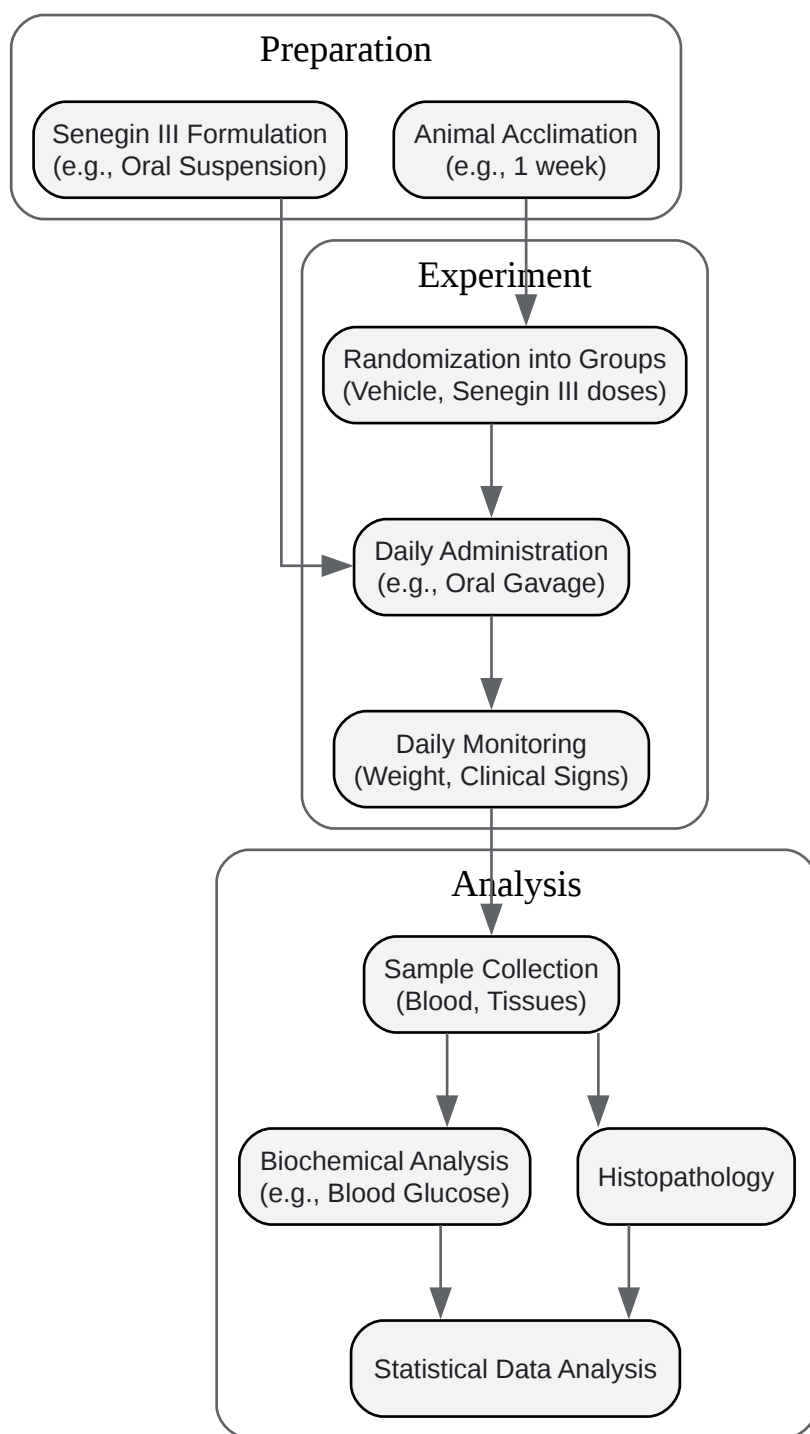 Preparation
Senegin III Formulation
(e.g., Oral Suspension)
Animal Acclimation
(e.g., 1 week)
Experiment
Randomization into Groups
(Vehicle, Senegin III doses)
Daily Administration
(e.g., Oral Gavage)
Daily Monitoring
(Weight, Clinical Signs)
Analysis
Sample Collection
(Blood, Tissues)
Biochemical Analysis
(e.g., Blood Glucose)
Histopathology
Statistical Data Analysis